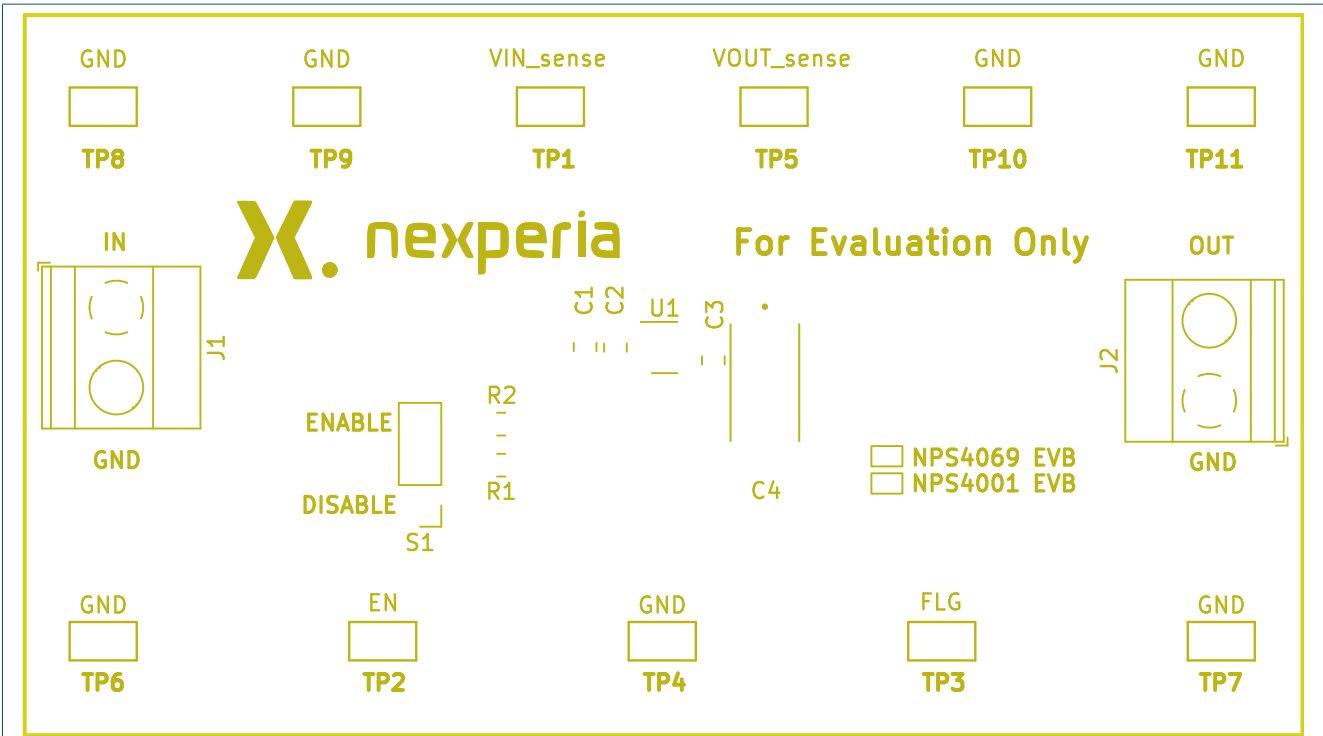 GND GND VIN_sense VOUT_sense GND GND
TP8 TP9 TP1 TP5 TP10 TP11
IN
X. nexperia
For Evaluation Only
OUT
C1 C2 U1 C3
J1
J2
R2
ENABLE
GND
NPS4069 EVB
GND
NPS4001 EVB
R1
C4
DISABLE
S1
GND EN GND FLG GND
TP6 TP2 TP4 TP3 TP7